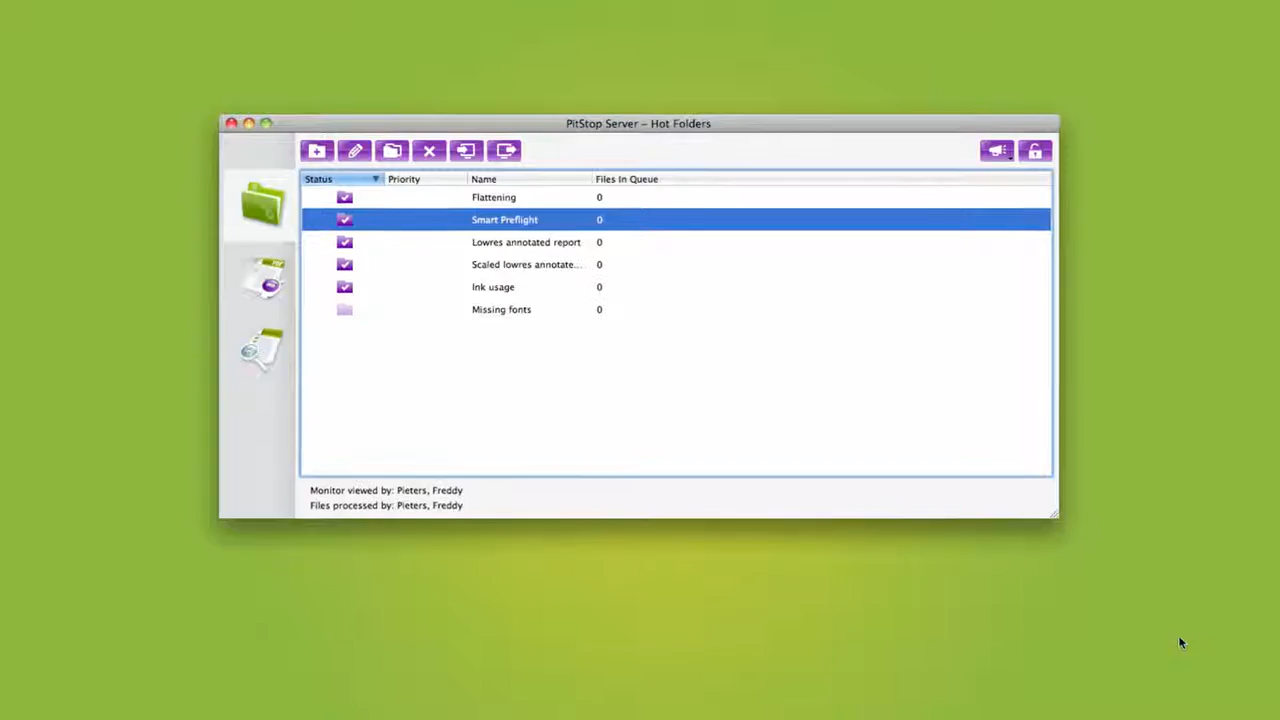 PitStop Server – Hot Folders
Status Priority Name Files In Queue
Flattening 0
Smart Preflight 0
Lowres annotated report 0
Scaled lowres annotate... 0
Ink usage 0
Missing fonts 0
Monitor viewed by: Pieters, Freddy
Files processed by: Pieters, Freddy